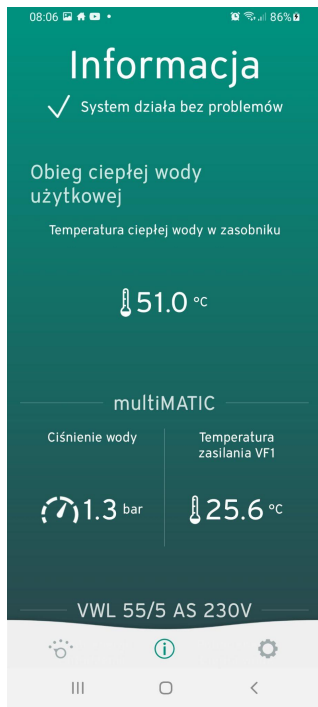 08:06
86%
Informacja
System działa bez problemów
Obieg ciepłej wody
użytkowej
Temperatura ciepłej wody w zasobniku
51.0 °C
multiMATIC
Ciśnienie wody
1.3 bar
Temperatura
zasilania VF1
25.6 °C
VWL 55/5 AS 230V